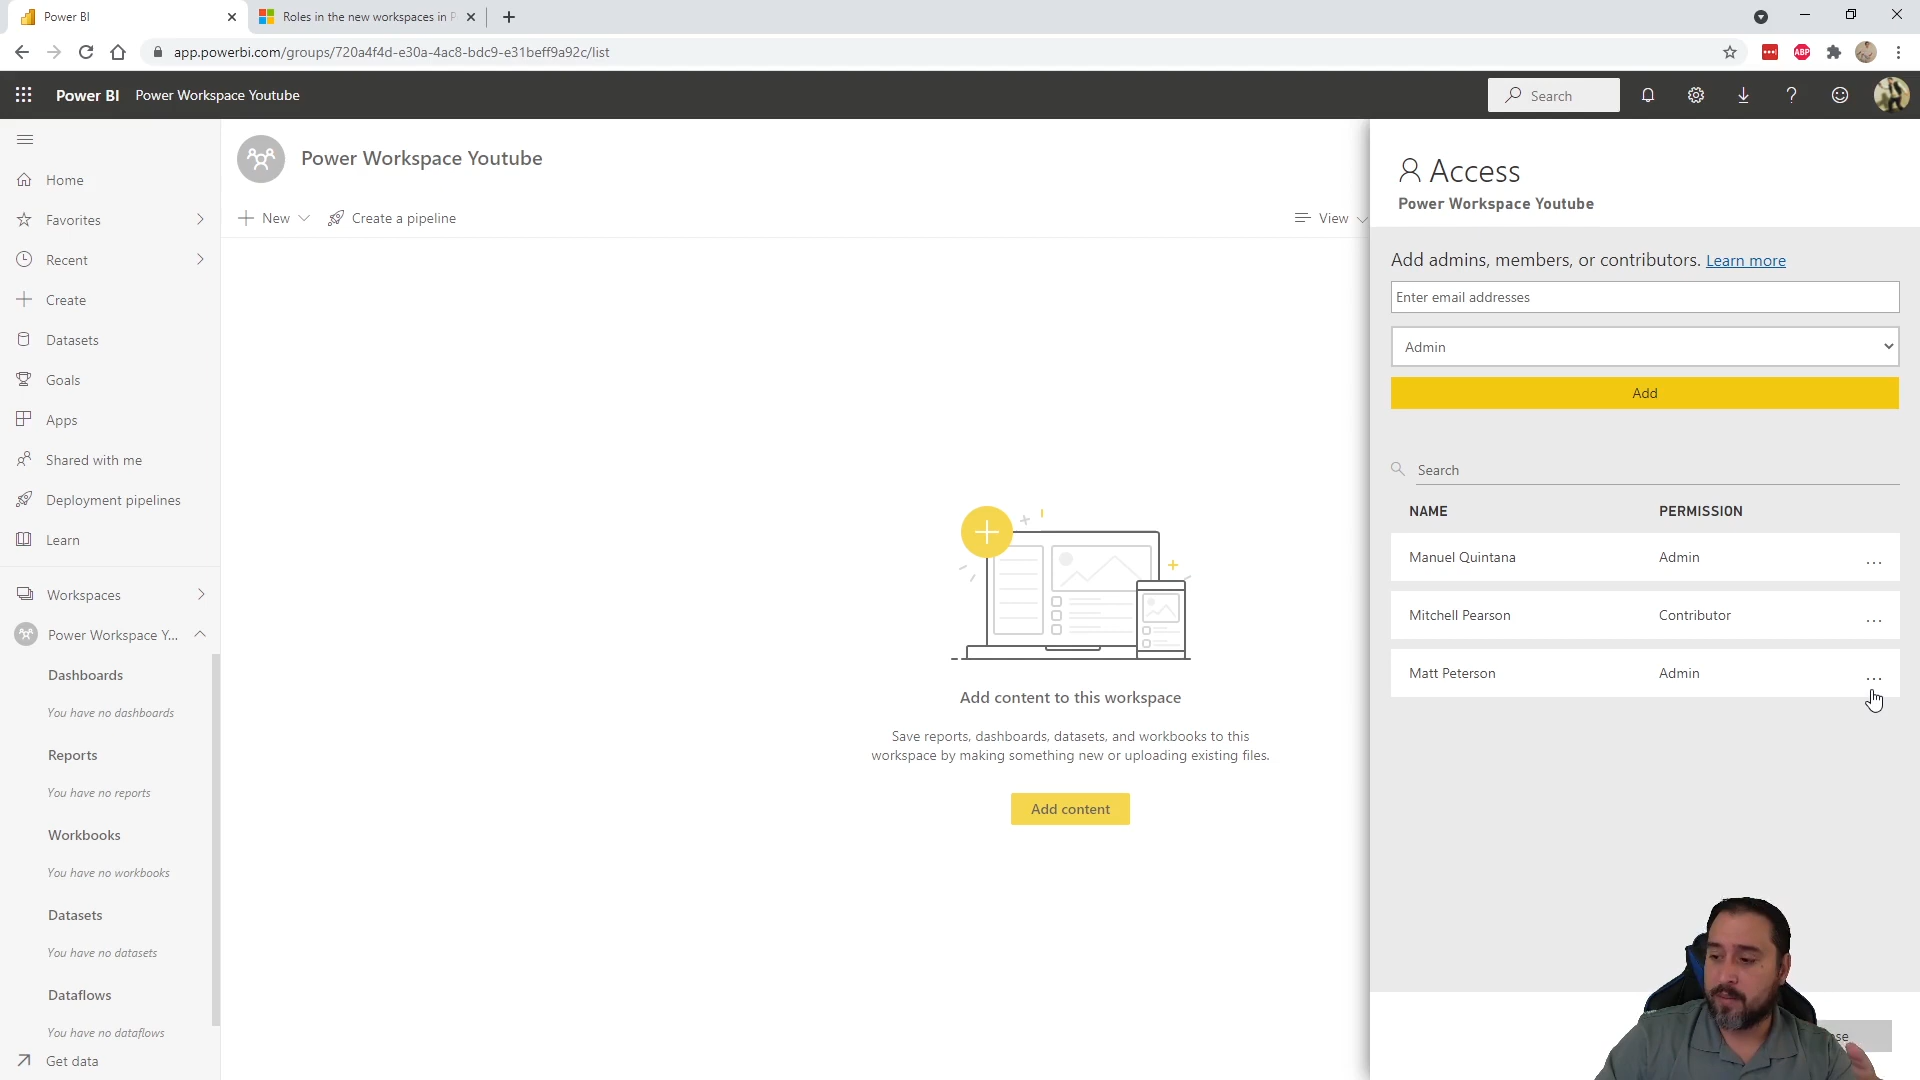 Power BI
Roles in the new workspaces in P
app.powerbi.com/groups/720a4f4d-e30a-4ac8-bdc9-e31beff9a92c/list
ABP
Power BI
Power Workspace Youtube
Search
Home
Favorites
Recent
Create
Datasets
Goals
Apps
Shared with me
Deployment pipelines
Learn
Workspaces
Power Workspace Y...
Dashboards
You have no dashboards
Reports
You have no reports
Workbooks
You have no workbooks
Datasets
You have no datasets
Dataflows
You have no dataflows
Get data
Power Workspace Youtube
New
Create a pipeline
View
Add content to this workspace
Save reports, dashboards, datasets, and workbooks to this
workspace by making something new or uploading existing files.
Add content
Access
Power Workspace Youtube
Add admins, members, or contributors. Learn more
Enter email addresses
Admin
Add
Search
NAME PERMISSION
Manuel Quintana Admin ...
Mitchell Pearson Contributor ...
Matt Peterson Admin ...